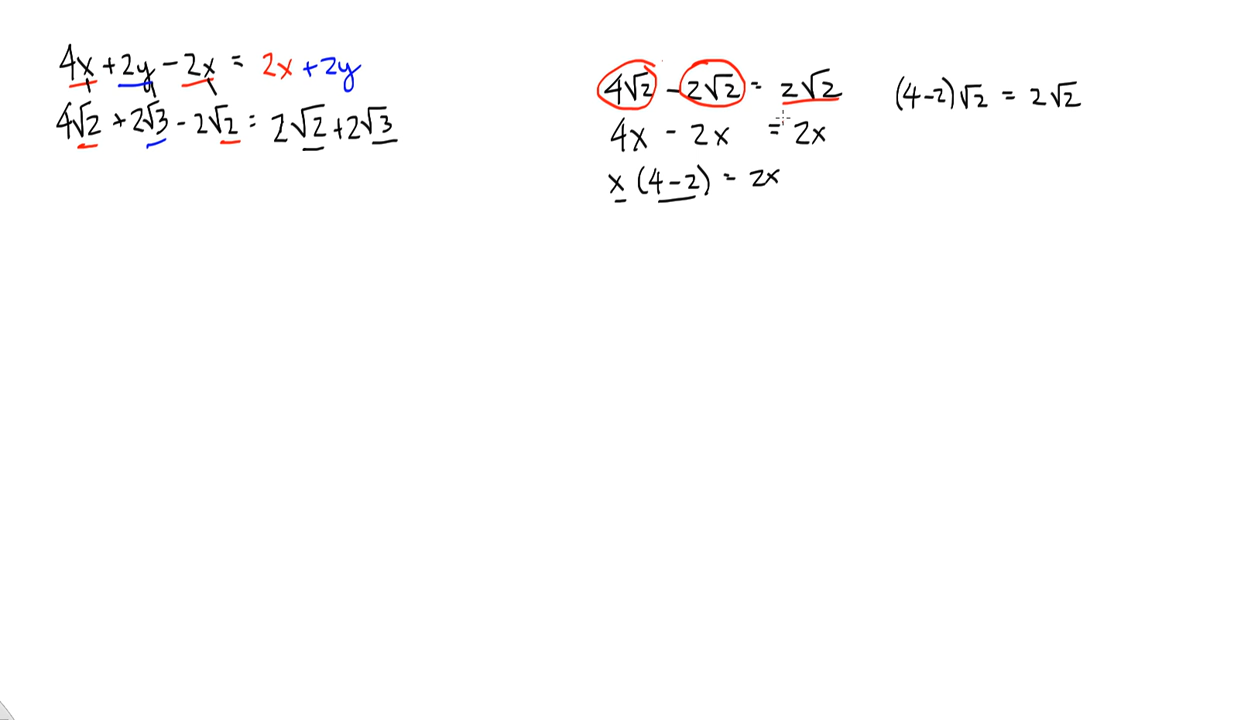 4x + 2y - 2x = 2x + 2y
4√2 + 2√3 - 2√2 = 2√2 + 2√3
4√2 - 2√2 = 2√2
(4-2)√2 = 2√2
4x - 2x = 2x
x(4-2) = 2x